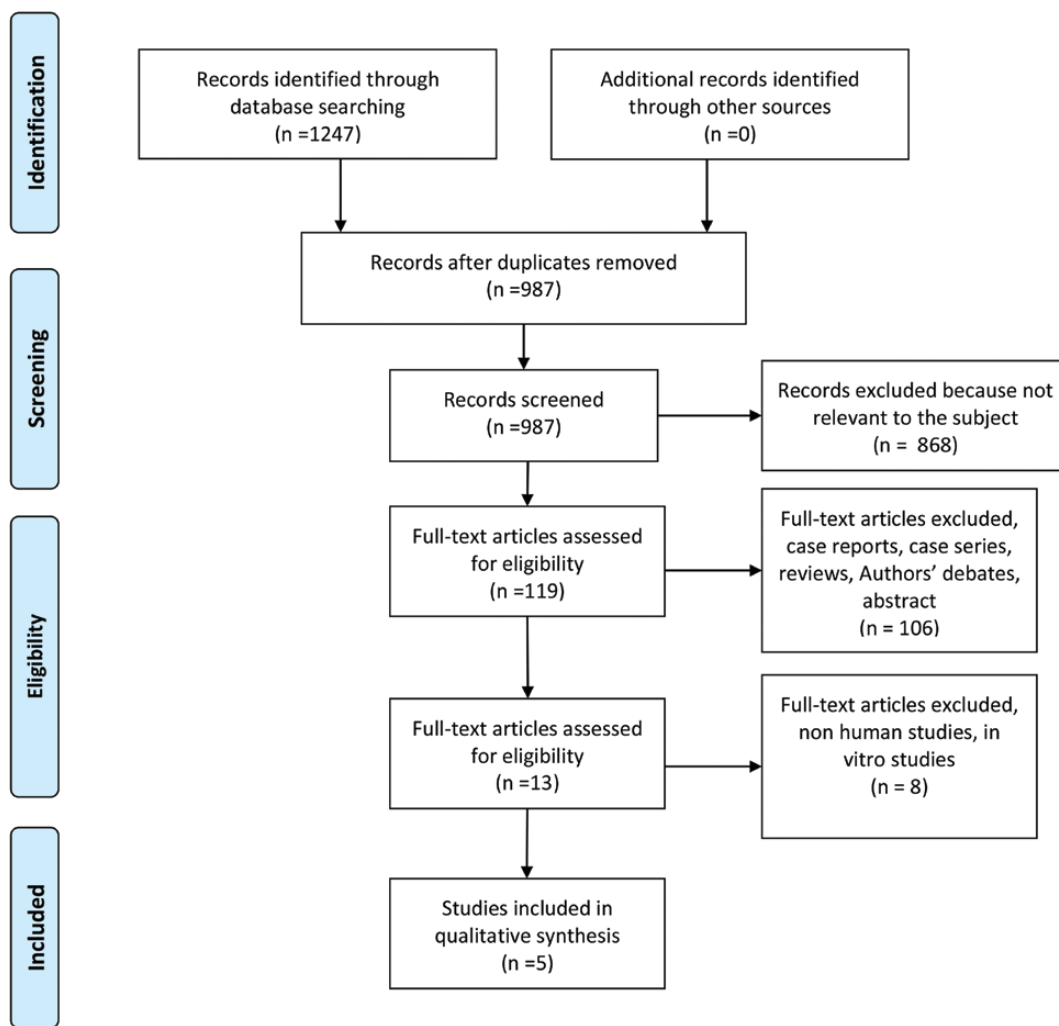 Identification
Records identified through
database searching
(n =1247)
Additional records identified
through other sources
(n =0)
Records after duplicates removed
(n =987)
Screening
Records screened
(n =987)
Records excluded because not
relevant to the subject
(n = 868)
Eligibility
Full-text articles assessed
for eligibility
(n =119)
Full-text articles excluded,
case reports, case series,
reviews, Authors’ debates,
abstract
(n = 106)
Full-text articles assessed
for eligibility
(n =13)
Full-text articles excluded,
non human studies, in
vitro studies
(n = 8)
Included
Studies included in
qualitative synthesis
(n =5)